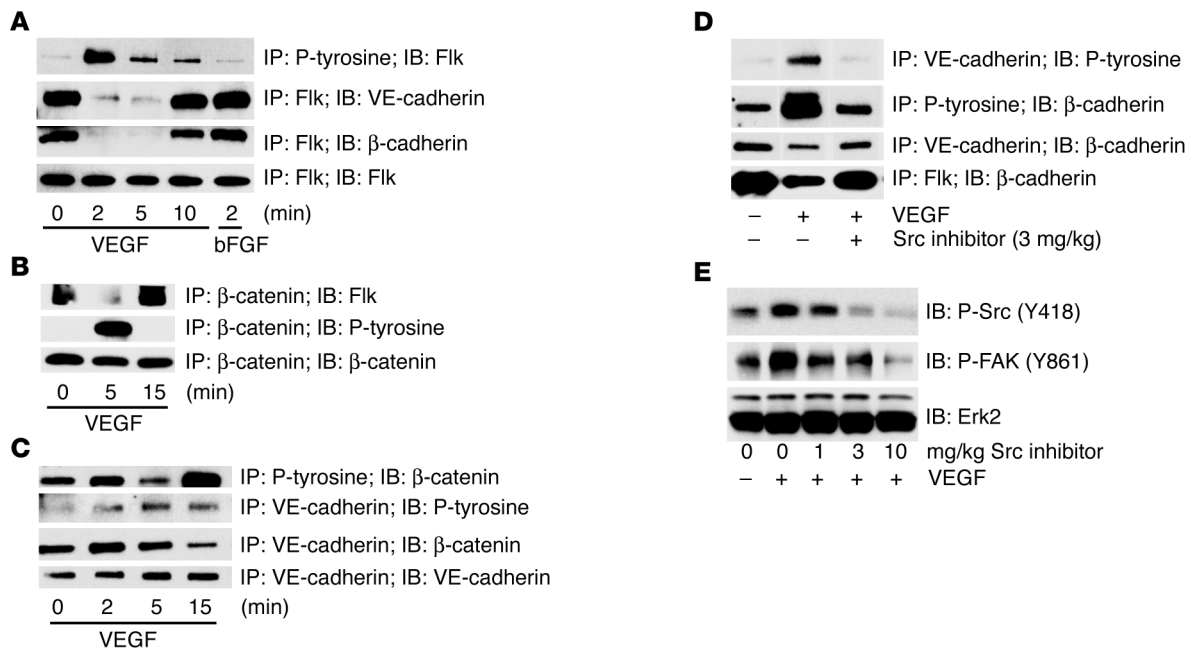 A
IP: P-tyrosine; IB: Flk
IP: Flk; IB: VE-cadherin
IP: Flk; IB: β-cadherin
IP: Flk; IB: Flk
0 2 5 10 2 (min)
VEGF bFGF
B
IP: β-catenin; IB: Flk
IP: β-catenin; IB: P-tyrosine
IP: β-catenin; IB: β-catenin
0 5 15 (min)
VEGF
C
IP: P-tyrosine; IB: β-catenin
IP: VE-cadherin; IB: P-tyrosine
IP: VE-cadherin; IB: β-catenin
IP: VE-cadherin; IB: VE-cadherin
0 2 5 15 (min)
VEGF
D
IP: VE-cadherin; IB: P-tyrosine
IP: P-tyrosine; IB: β-cadherin
IP: VE-cadherin; IB: β-cadherin
IP: Flk; IB: β-cadherin
– + + VEGF
– – + Src inhibitor (3 mg/kg)
E
IB: P-Src (Y418)
IB: P-FAK (Y861)
IB: Erk2
0 0 1 3 10 mg/kg Src inhibitor
– + + + + VEGF